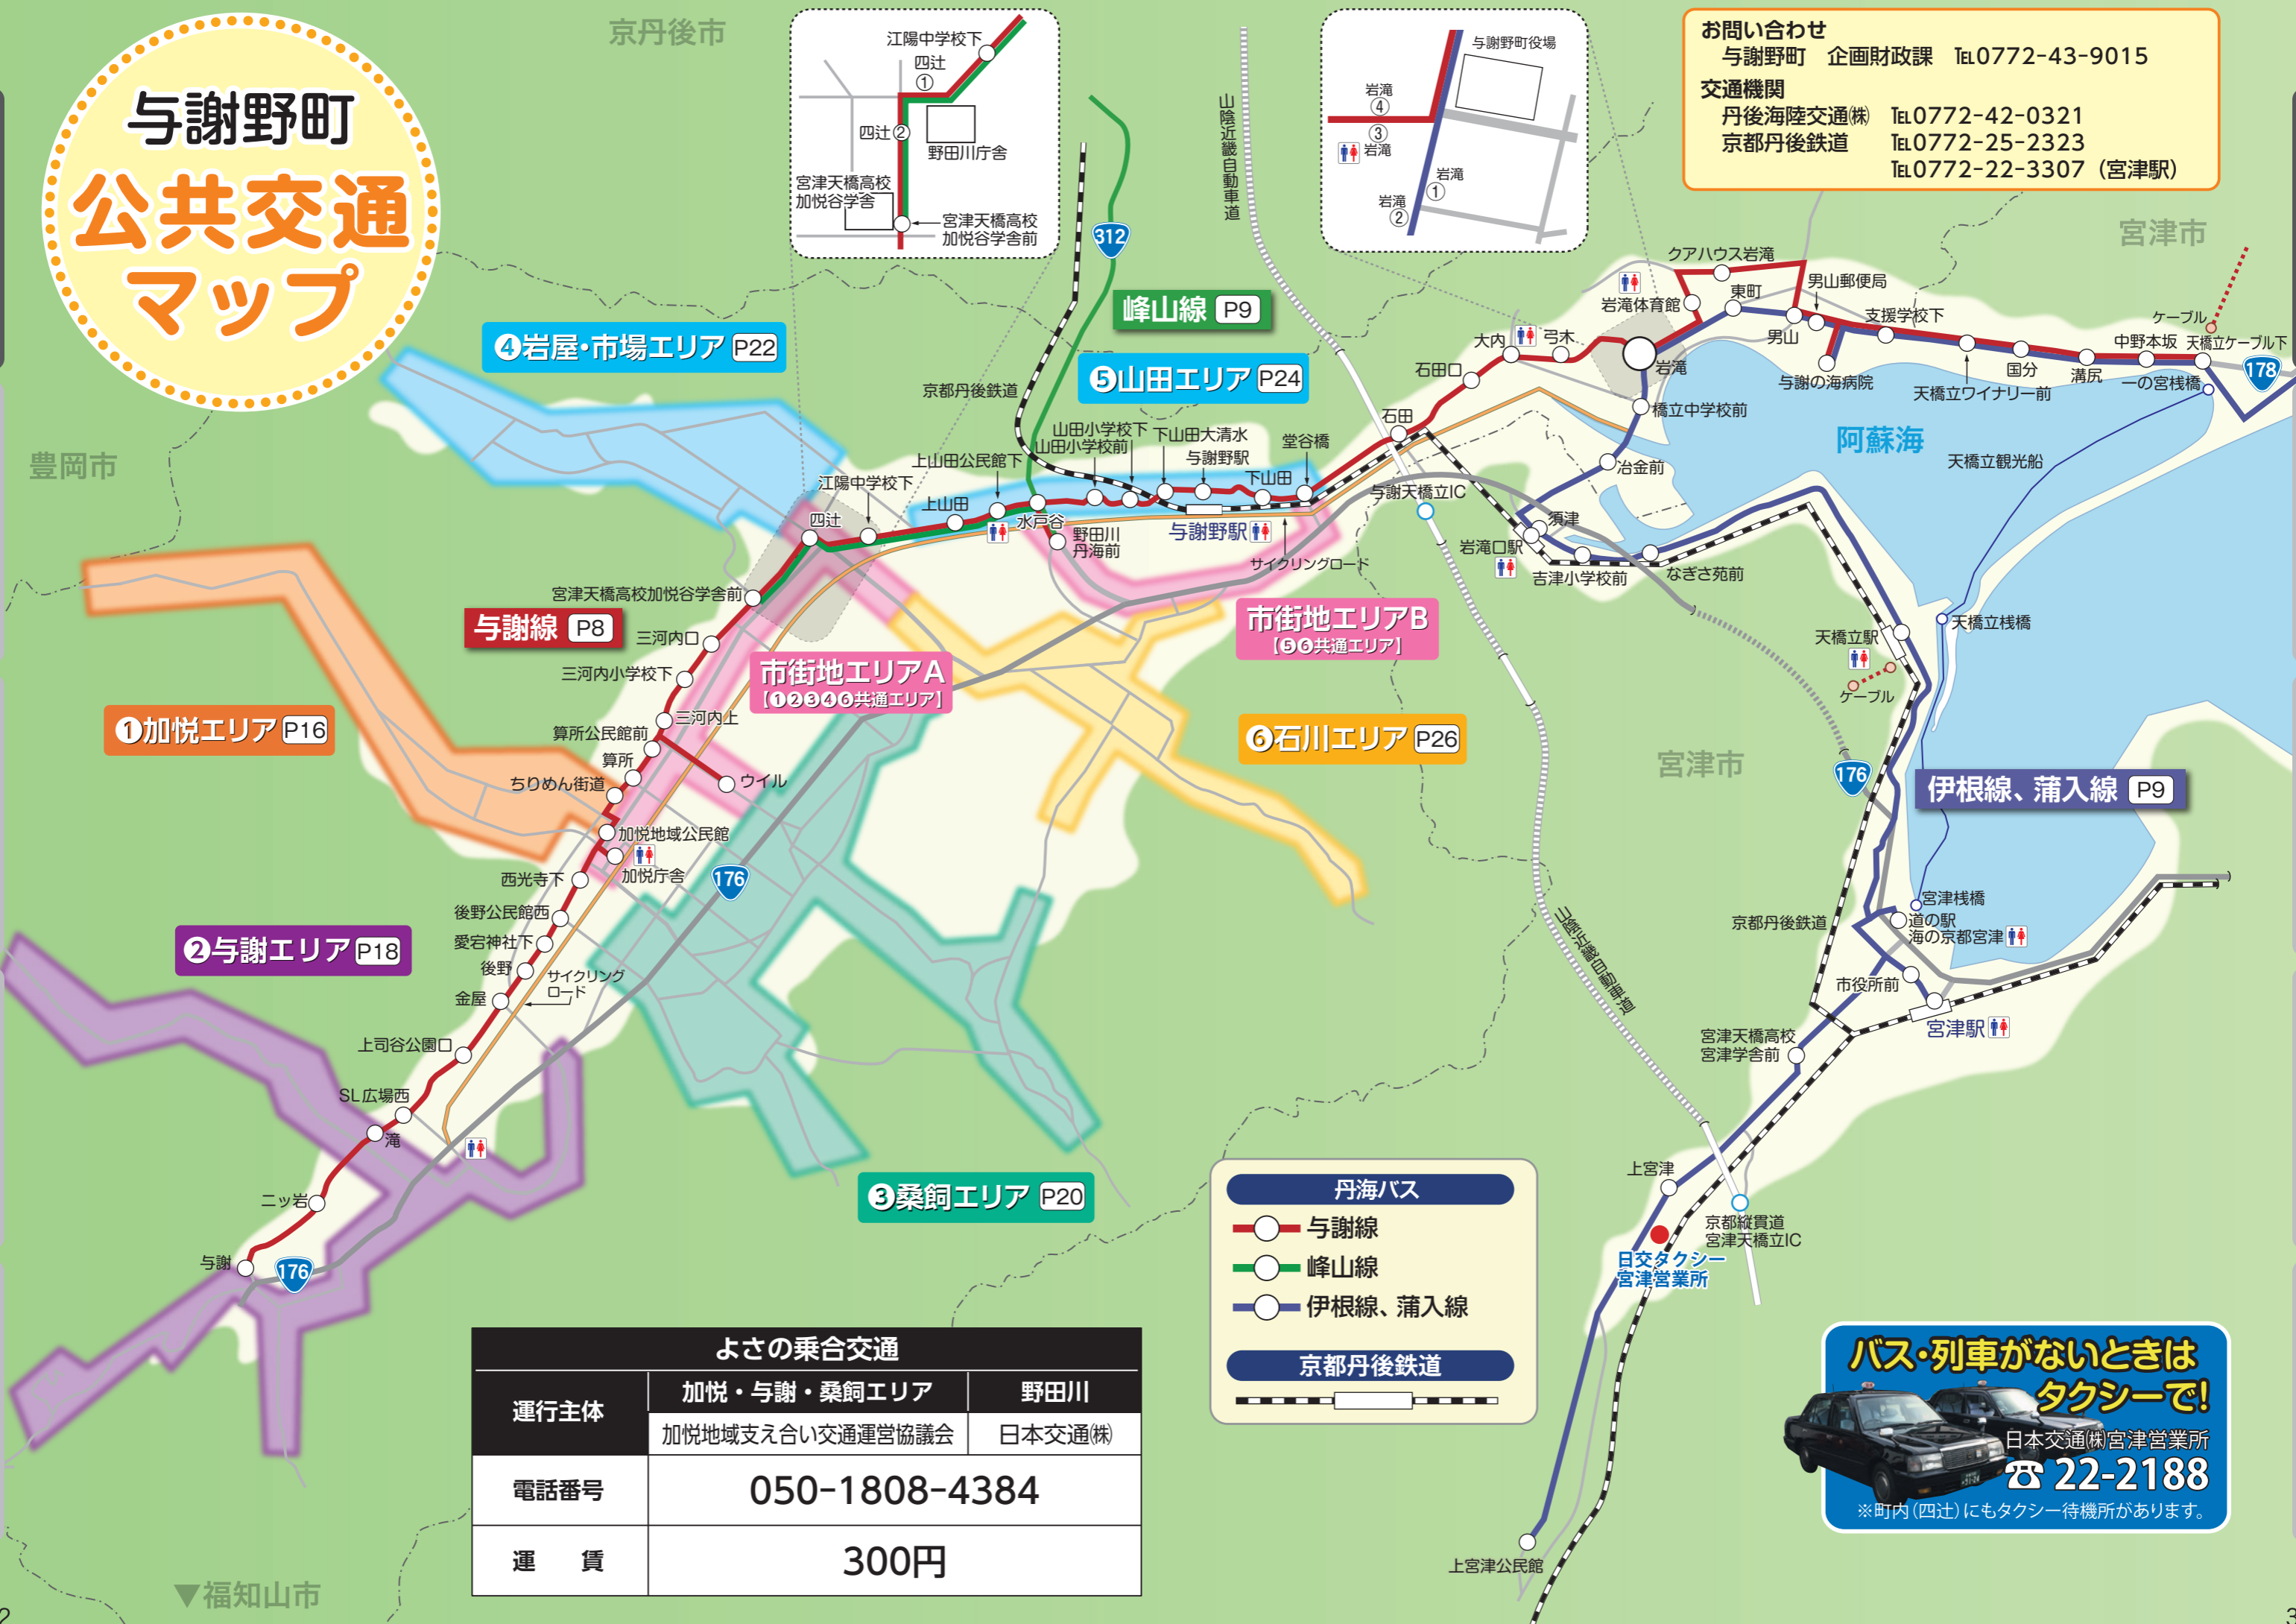 与謝野町
公共交通
マップ
京丹後市
江陽中学校下
四辻
①
四辻②
野田川庁舎
宮津天橋高校
加悦谷学舎
宮津天橋高校
加悦谷学舎前
山陰近畿自動車道
与謝野町役場
岩滝
④
③
岩滝
岩滝
①
岩滝
②
お問い合わせ
与謝野町 企画財政課 ℡0772-43-9015
交通機関
丹後海陸交通㈱ ℡0772-42-0321
京都丹後鉄道 ℡0772-25-2323
℡0772-22-3307（宮津駅）
宮津市
312
峰山線 P9
❹岩屋・市場エリア P22
❺山田エリア P24
京都丹後鉄道
豊岡市
クアハウス岩滝
岩滝体育館
東町
男山郵便局
男山
支援学校下
与謝の海病院
天橋立ワイナリー前
国分
溝尻
中野本坂
ケーブル
天橋立ケーブル下
一の宮桟橋
178
大内
弓木
石田口
岩滝
石田
橋立中学校前
阿蘇海
天橋立観光船
冶金前
山田小学校下
山田小学校前
下山田大清水
与謝野駅
下山田
堂谷橋
上山田公民館下
江陽中学校下
上山田
四辻
水戸谷
野田川
丹海前
与謝野駅
サイクリングロード
与謝天橋立IC
須津
岩滝口駅
吉津小学校前
なぎさ苑前
天橋立桟橋
天橋立駅
ケーブル
宮津天橋高校加悦谷学舎前
与謝線 P8
三河内口
三河内小学校下
市街地エリアA
【❶❷❸❹❻共通エリア】
市街地エリアB
【❺❻共通エリア】
三河内上
算所公民館前
算所
ちりめん街道
ウイル
❶加悦エリア P16
❻石川エリア P26
宮津市
176
伊根線、蒲入線 P9
加悦地域公民館
加悦庁舎
西光寺下
176
後野公民館西
愛宕神社下
後野
サイクリング
ロード
金屋
❷与謝エリア P18
山陰近畿自動車道
京都丹後鉄道
宮津桟橋
道の駅
海の京都宮津
市役所前
宮津駅
宮津天橋高校
宮津学舎前
上司谷公園口
SL広場西
滝
二ッ岩
与謝
176
❸桑飼エリア P20
上宮津
京都縦貫道
宮津天橋立IC
日交タクシー
宮津営業所
上宮津公民館
丹海バス
与謝線
峰山線
伊根線、蒲入線
京都丹後鉄道
よさの乗合交通
運行主体
加悦・与謝・桑飼エリア
野田川
加悦地域支え合い交通運営協議会
日本交通㈱
電話番号
050-1808-4384
運 賃
300円
バス・列車がないときは
タクシーで！
日本交通㈱宮津営業所
☎22-2188
※町内（四辻）にもタクシー待機所があります。
▼福知山市
2
3